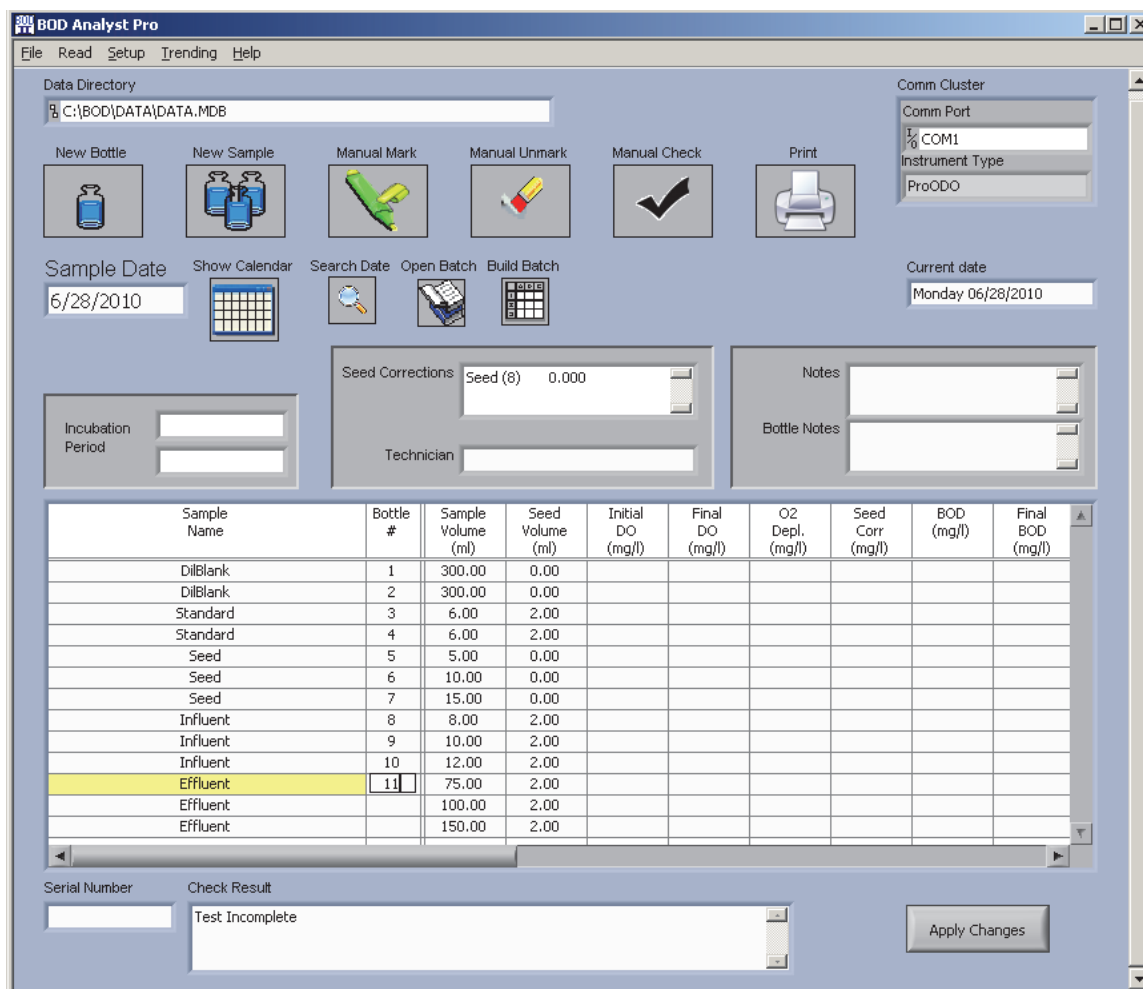 BOD Analyst Pro
File Read Setup Trending Help
Data Directory
C:\BOD\DATA\DATA.MDB
Comm Cluster
Comm Port
COM1
Instrument Type
ProODO
New Bottle New Sample Manual Mark Manual Unmark Manual Check Print
Sample Date
6/28/2010
Show Calendar Search Date Open Batch Build Batch
Current date
Monday 06/28/2010
Incubation
Period
Seed Corrections Seed (8) 0.000
Technician
Notes
Bottle Notes
Sample Bottle Sample Seed Initial Final O2 Seed BOD Final
Name # Volume Volume DO DO Depl. Corr (mg/l) BOD
(ml) (ml) (mg/l) (mg/l) (mg/l) (mg/l) (mg/l)
DilBlank 1 300.00 0.00
DilBlank 2 300.00 0.00
Standard 3 6.00 2.00
Standard 4 6.00 2.00
Seed 5 5.00 0.00
Seed 6 10.00 0.00
Seed 7 15.00 0.00
Influent 8 8.00 2.00
Influent 9 10.00 2.00
Influent 10 12.00 2.00
Effluent 11 75.00 2.00
Effluent 100.00 2.00
Effluent 150.00 2.00
Serial Number Check Result
Test Incomplete
Apply Changes